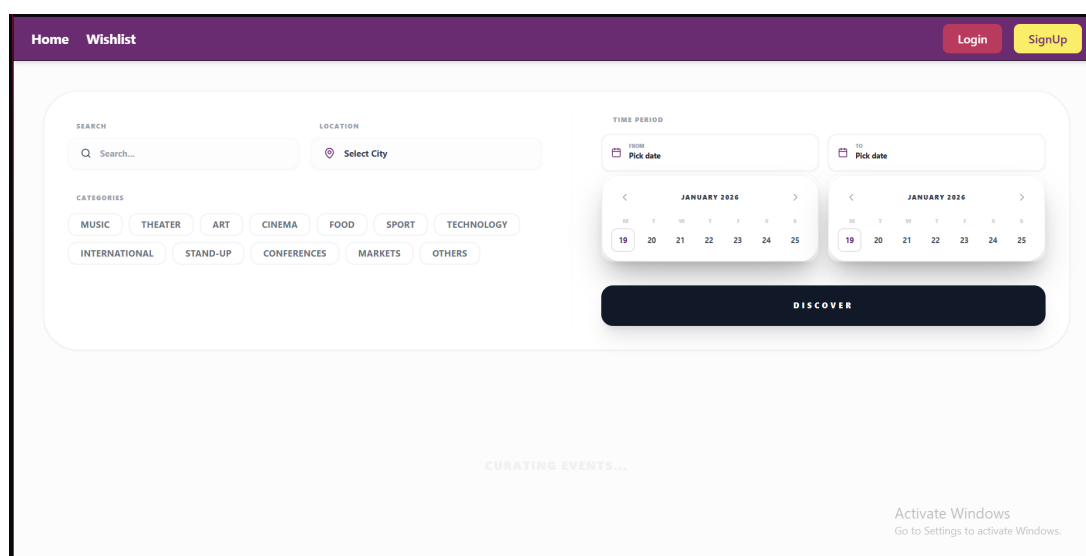 Home Wishlist Login SignUp
SEARCH
Search...
LOCATION
Select City
CATEGORIES
MUSIC THEATER ART CINEMA FOOD SPORT TECHNOLOGY
INTERNATIONAL STAND-UP CONFERENCES MARKETS OTHERS
TIME PERIOD
FROM
Pick date
TO
Pick date
JANUARY 2026
M T W T F S S
19 20 21 22 23 24 25
JANUARY 2026
M T W T F S S
19 20 21 22 23 24 25
DISCOVER
CURATING EVENTS...
Activate Windows
Go to Settings to activate Windows.